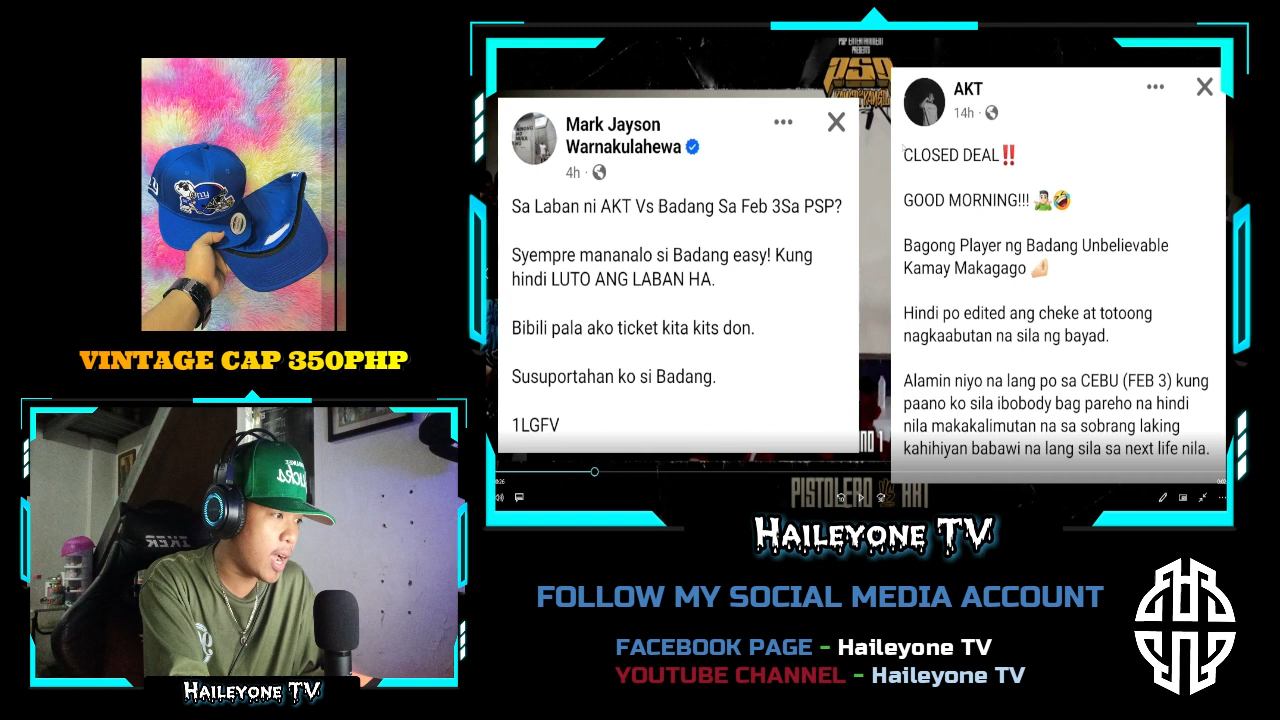 VINTAGE CAP 350PHP
HAILEYONE TV
PSP ENTERTAINMENT
PRESENTS
PSP
Mark Jayson
Warnakulahewa
4h
Sa Laban ni AKT Vs Badang Sa Feb 3Sa PSP?
Syempre mananalo si Badang easy! Kung
hindi LUTO ANG LABAN HA.
Bibili pala ako ticket kita kits don.
Susuportahan ko si Badang.
1LGFV
AKT
14h
CLOSED DEAL‼️
GOOD MORNING!!! 🤷🏻‍♂️🤣
Bagong Player ng Badang Unbelievable
Kamay Makagago 🤌🏻
Hindi po edited ang cheke at totoong
nagkaabutan na sila ng bayad.
Alamin niyo na lang po sa CEBU (FEB 3) kung
paano ko sila ibobody bag pareho na hindi
nila makakalimutan na sa sobrang laking
kahihiyan babawi na lang sila sa next life nila.
PISTOLERO AKT
HAILEYONE TV
FOLLOW MY SOCIAL MEDIA ACCOUNT
FACEBOOK PAGE - Haileyone TV
YOUTUBE CHANNEL - Haileyone TV